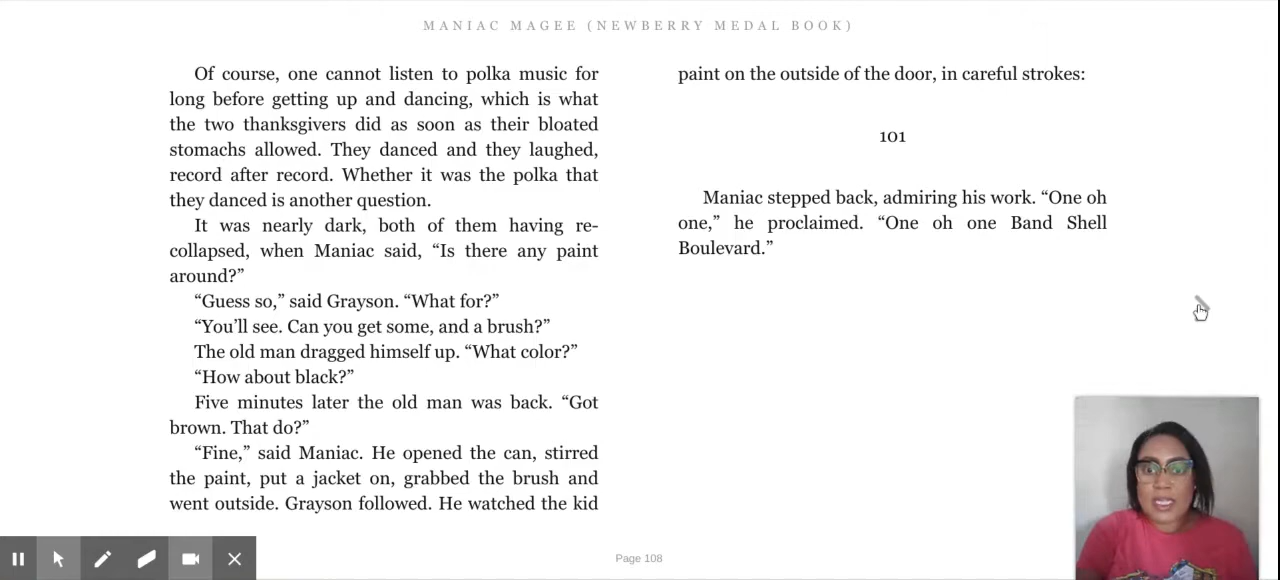 MANIAC MAGEE (NEWBERRY MEDAL BOOK)
Of course, one cannot listen to polka music for
long before getting up and dancing, which is what
the two thanksgivers did as soon as their bloated
stomachs allowed. They danced and they laughed,
record after record. Whether it was the polka that
they danced is another question.
It was nearly dark, both of them having re-
collapsed, when Maniac said, “Is there any paint
around?”
“Guess so,” said Grayson. “What for?”
“You’ll see. Can you get some, and a brush?”
The old man dragged himself up. “What color?”
“How about black?”
Five minutes later the old man was back. “Got
brown. That do?”
“Fine,” said Maniac. He opened the can, stirred
the paint, put a jacket on, grabbed the brush and
went outside. Grayson followed. He watched the kid
paint on the outside of the door, in careful strokes:
101
Maniac stepped back, admiring his work. “One oh
one,” he proclaimed. “One oh one Band Shell
Boulevard.”
Page 108